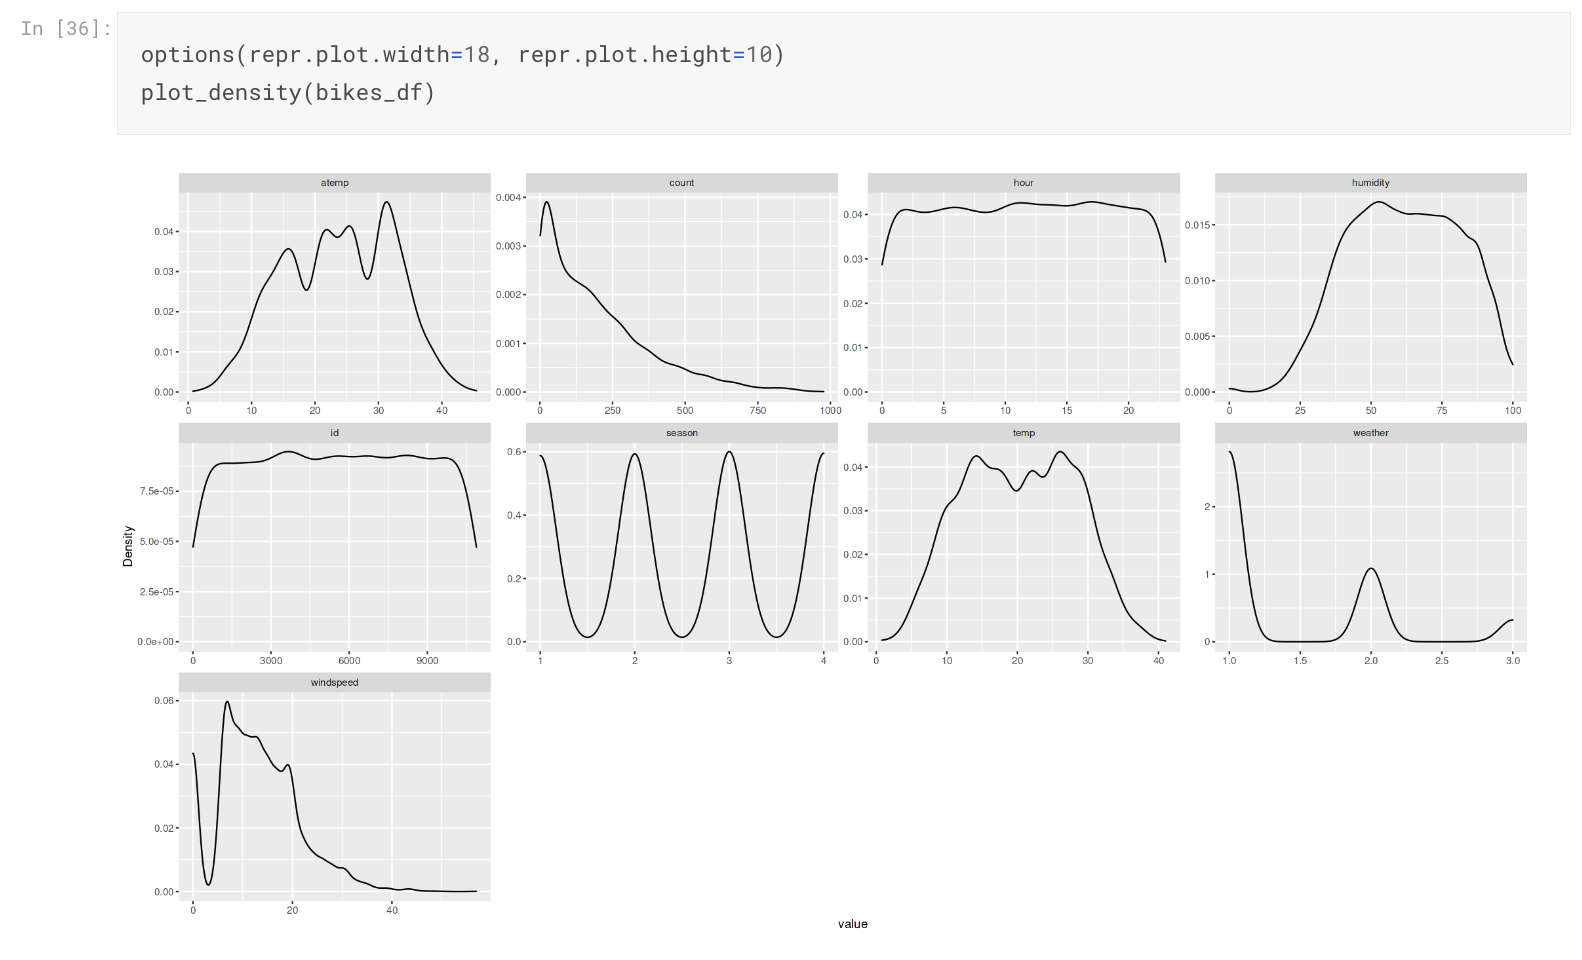 In [36]:
options(repr.plot.width=18, repr.plot.height=10)
plot_density(bikes_df)
atemp
0.04
0.03
0.02
0.01
0.00
0 10 20 30 40
count
0.004
0.003
0.002
0.001
0.000
0 250 500 750 1000
hour
0.04
0.03
0.02
0.01
0.00
0 5 10 15 20
humidity
0.015
0.010
0.005
0.000
0 25 50 75 100
id
7.5e-05
5.0e-05
2.5e-05
0.0e+00
0 3000 6000 9000
season
0.6
0.4
0.2
0.0
1 2 3 4
temp
0.04
0.03
0.02
0.01
0.00
0 10 20 30 40
weather
2
1
0
1.0 1.5 2.0 2.5 3.0
windspeed
0.06
0.04
0.02
0.00
0 20 40
Density
value